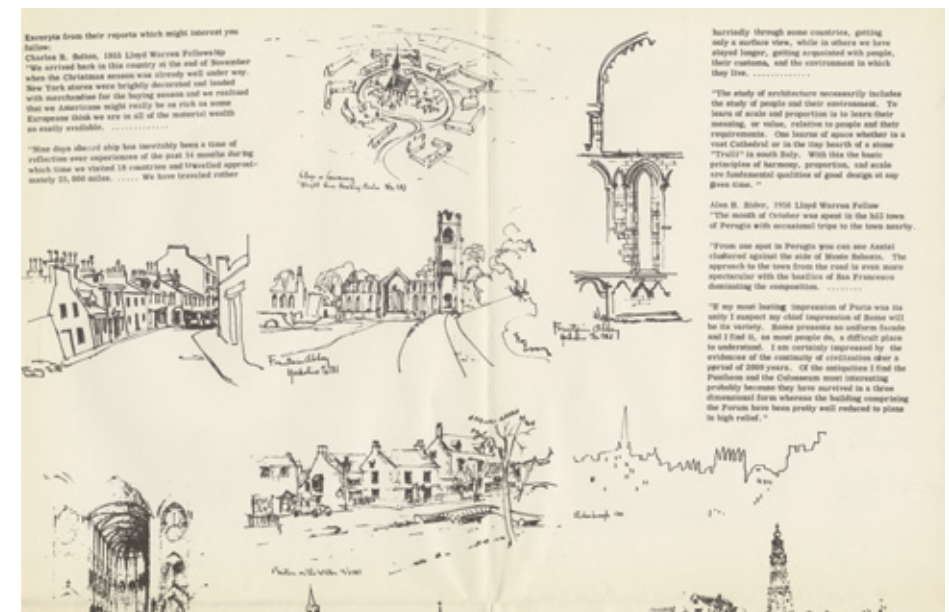 Excerpts from their reports which might interest you
follow:
Charles R. 1955 Lloyd Warren Fellowship
"We arrived back in this country at the end of November
when the Christmas season was already well under way.
New York stores were brightly decorated and loaded
with merchandise for the buying season and we realized
that we Americans might really be as rich as some
Europeans think we are in all of the material wealth
so easily available. ............
"Nine days aboard ship has inevitably been a time of
reflection over experiences of the past 14 months during
which time we visited 18 countries and travelled approxi-
mately 35,000 miles. ..... We have traveled rather
hurriedly through some countries, getting
only a surface view, while in others we have
stayed longer, getting acquainted with people,
their customs, and the environment in which
they live. .............
"The study of architecture necessarily includes
the study of people and their environment. To
learn of scale and proportion is to learn their
meaning, or value, relative to people and their
requirements. One learns of space whether in a
vast Cathedral or in the tiny hearth of a stone
"Trulli" in south Italy. With this the basic
principles of harmony, proportion, and scale
are fundamental qualities of good design at any
given time. "
Alan H. Rider, 1956 Lloyd Warren Fellow
"The month of October was spent in the hill town
of Perugia with occasional trips to the town nearby.
"From one spot in Perugia you can see Assisi
clustered against the side of Monte Subasio. The
approach to the town from the road is even more
spectacular with the basilica of San Francesco
dominating the composition. ........
"If my most lasting impression of Paris was its
unity I suspect my chief impression of Rome will
be its variety. Rome presents no uniform facade
and I find it, as most people do, a difficult place
to understand. I am certainly impressed by the
evidences of the continuity of civilization over a
period of 2000 years. Of the antiquities I find the
Pantheon and the Colosseum most interesting
probably because they have survived in a three
dimensional form whereas the building comprising
the Forum have been pretty well reduced to plans
in high relief."
Fountains Abbey
Yorkshire
Fountains Abbey
Yorkshire